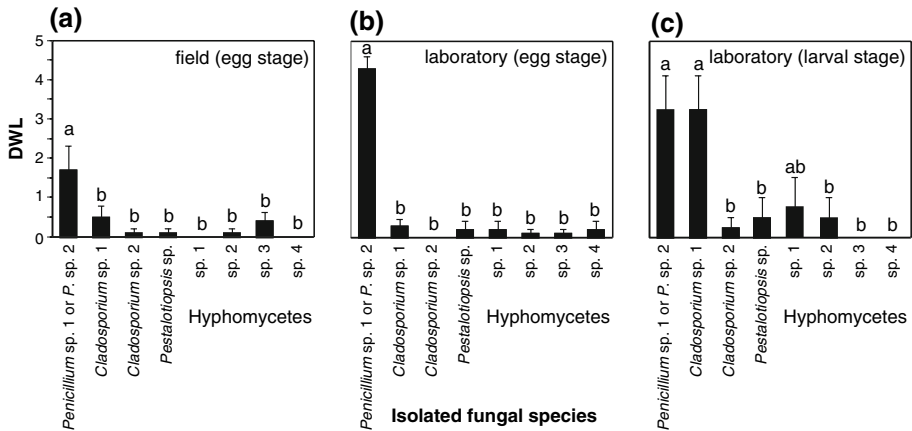 (a)
field (egg stage)
DWL
5
4
3
2
1
0
a
b
b
b
b
b
b
b
Penicillium sp. 1 or P. sp. 2
Cladosporium sp. 1
Cladosporium sp. 2
Pestalotiopsis sp.
sp. 1
sp. 2
sp. 3
sp. 4
Hyphomycetes
(b)
laboratory (egg stage)
a
b
b
b
b
b
b
b
Penicillium sp. 1 or P. sp. 2
Cladosporium sp. 1
Cladosporium sp. 2
Pestalotiopsis sp.
sp. 1
sp. 2
sp. 3
sp. 4
Hyphomycetes
(c)
laboratory (larval stage)
a
a
b
b
ab
b
b
b
Penicillium sp. 1 or P. sp. 2
Cladosporium sp. 1
Cladosporium sp. 2
Pestalotiopsis sp.
sp. 1
sp. 2
sp. 3
sp. 4
Hyphomycetes
Isolated fungal species